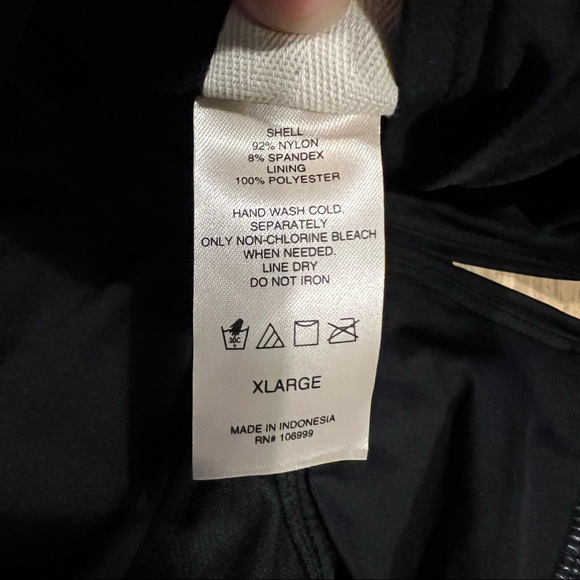 SHELL
92% NYLON
8% SPANDEX
LINING
100% POLYESTER
HAND WASH COLD.
SEPARATELY
ONLY NON-CHLORINE BLEACH
WHEN NEEDED.
LINE DRY
DO NOT IRON
XLARGE
MADE IN INDONESIA
RN# 106999